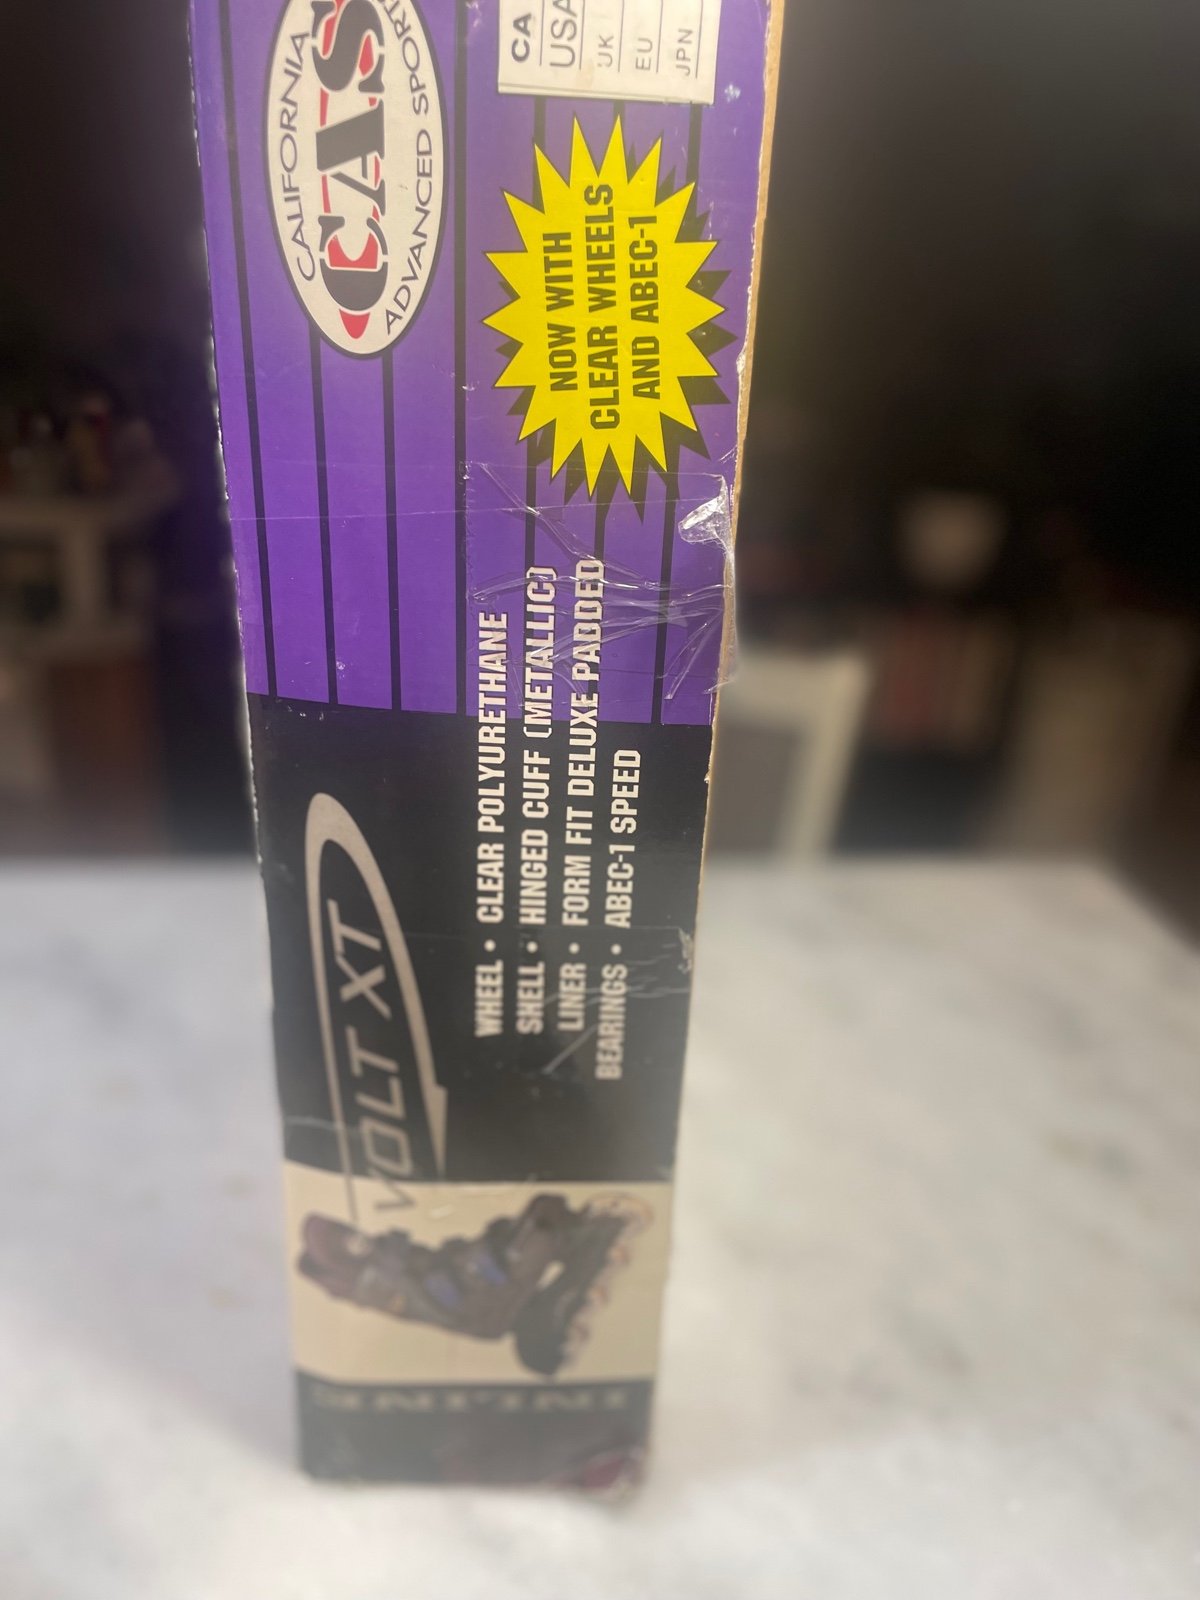 CALIFORNIA
CAS
ADVANCED SPORT
CA
USA
UK
EU
JPN
NOW WITH
CLEAR WHEELS
AND ABEC-1
VOLT XT
WHEEL • CLEAR POLYURETHANE
SHELL • HINGED CUFF (METALLIC)
LINER • FORM FIT DELUXE PADDED
BEARINGS • ABEC-1 SPEED
INLINE